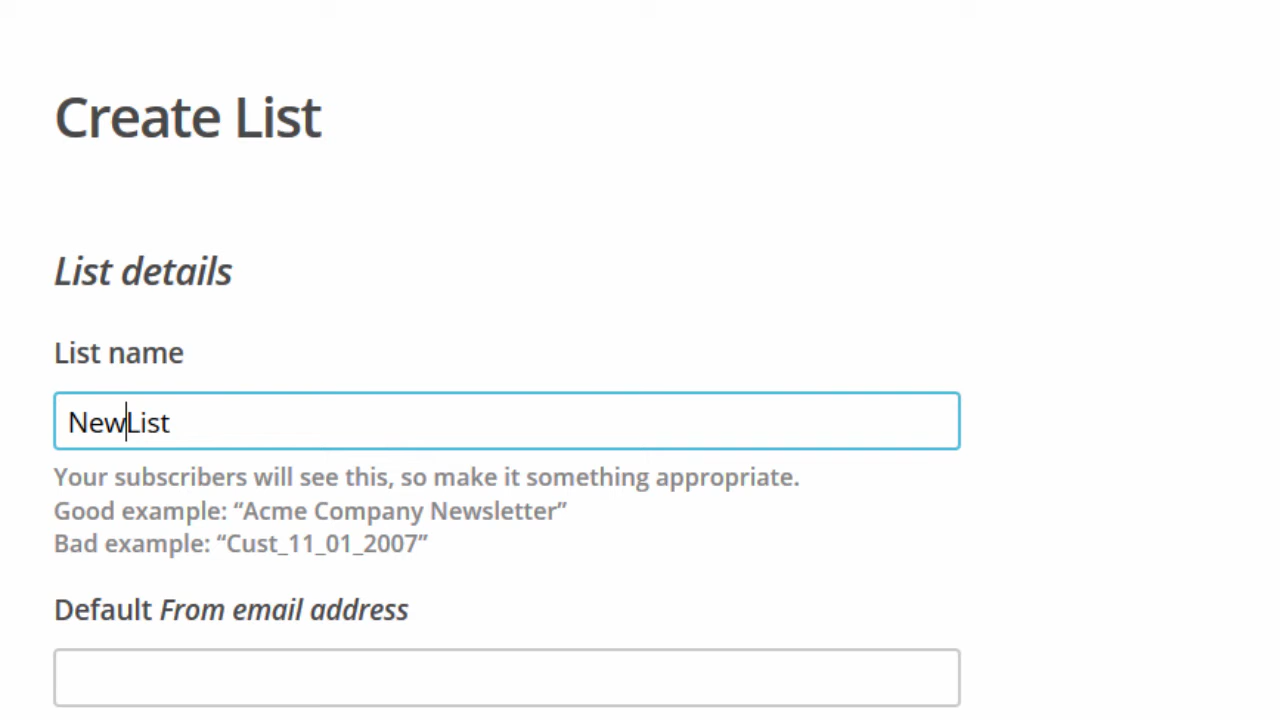 Create List
List details
List name
NewList
Your subscribers will see this, so make it something appropriate.
Good example: “Acme Company Newsletter”
Bad example: “Cust_11_01_2007”
Default From email address